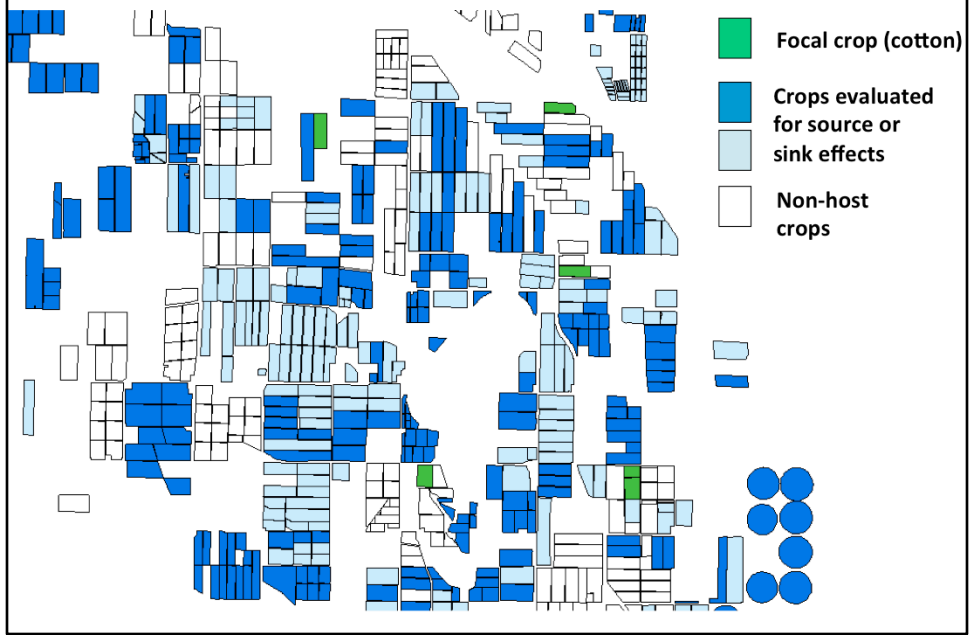 Focal crop (cotton)
Crops evaluated
for source or
sink effects
Non-host
crops